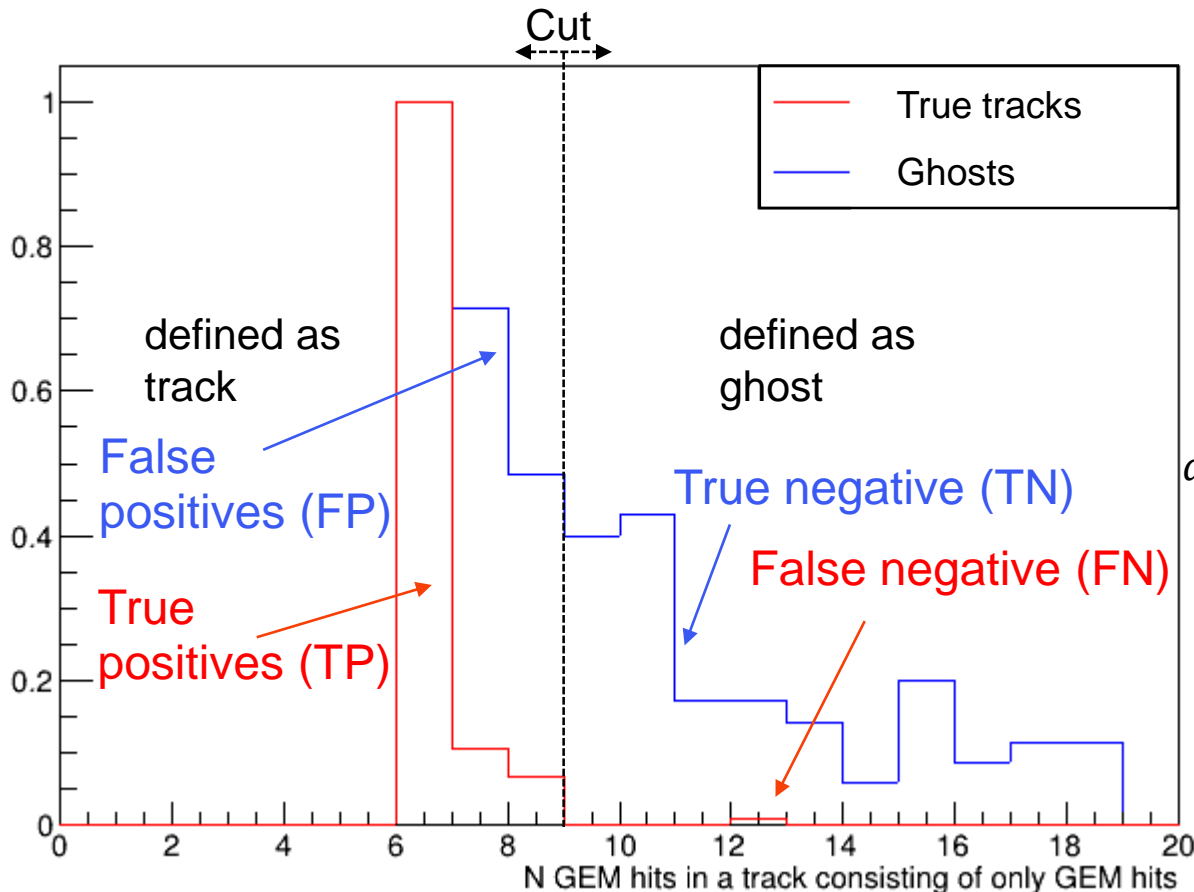 Cut
True tracks
Ghosts
1
0.8
0.6
0.4
0.2
0
defined as
track
defined as
ghost
False
positives (FP)
True negative (TN)
False negative (FN)
True
positives (TP)
0 2 4 6 8 10 12 14 16 18 20
N GEM hits in a track consisting of only GEM hits